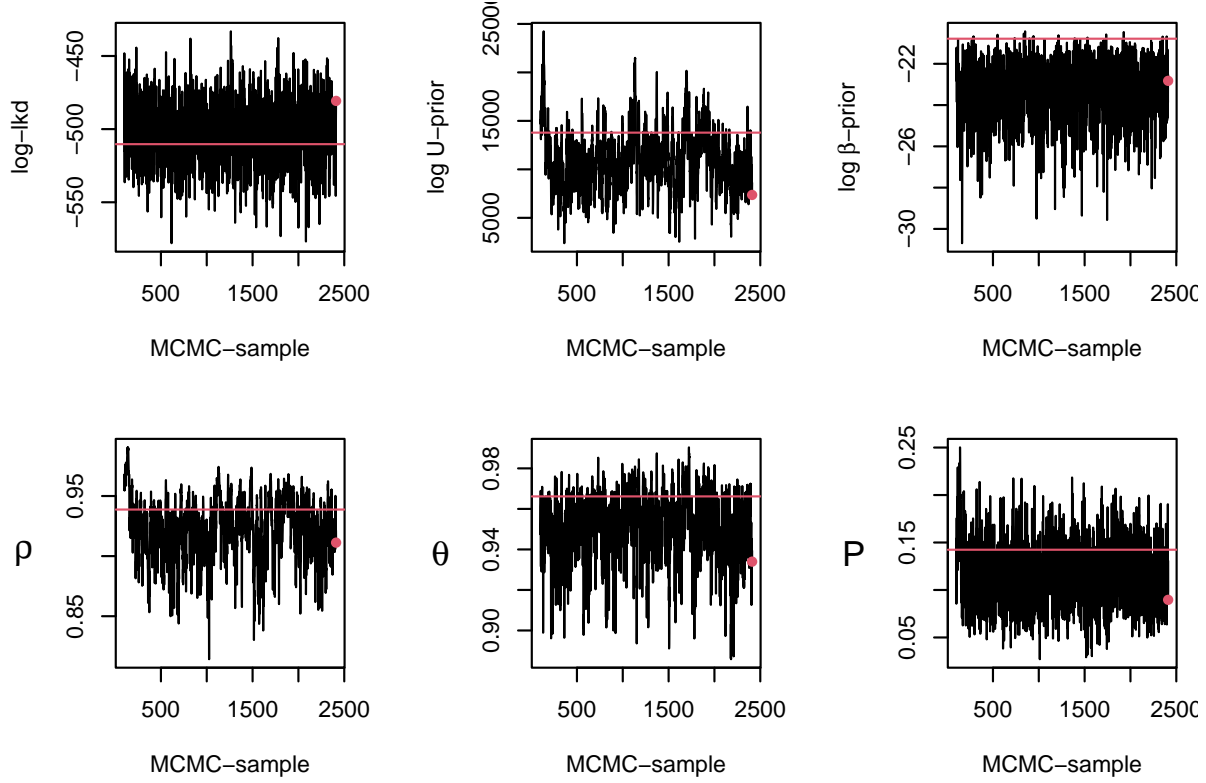 log−lkd
−550 −500 −450
500 1500 2500
MCMC−sample
log U−prior
5000 15000 25000
500 1500 2500
MCMC−sample
log β−prior
−30 −26 −22
500 1500 2500
MCMC−sample
ρ
0.85 0.95
500 1500 2500
MCMC−sample
θ
0.90 0.94 0.98
500 1500 2500
MCMC−sample
P
0.05 0.15 0.25
500 1500 2500
MCMC−sample